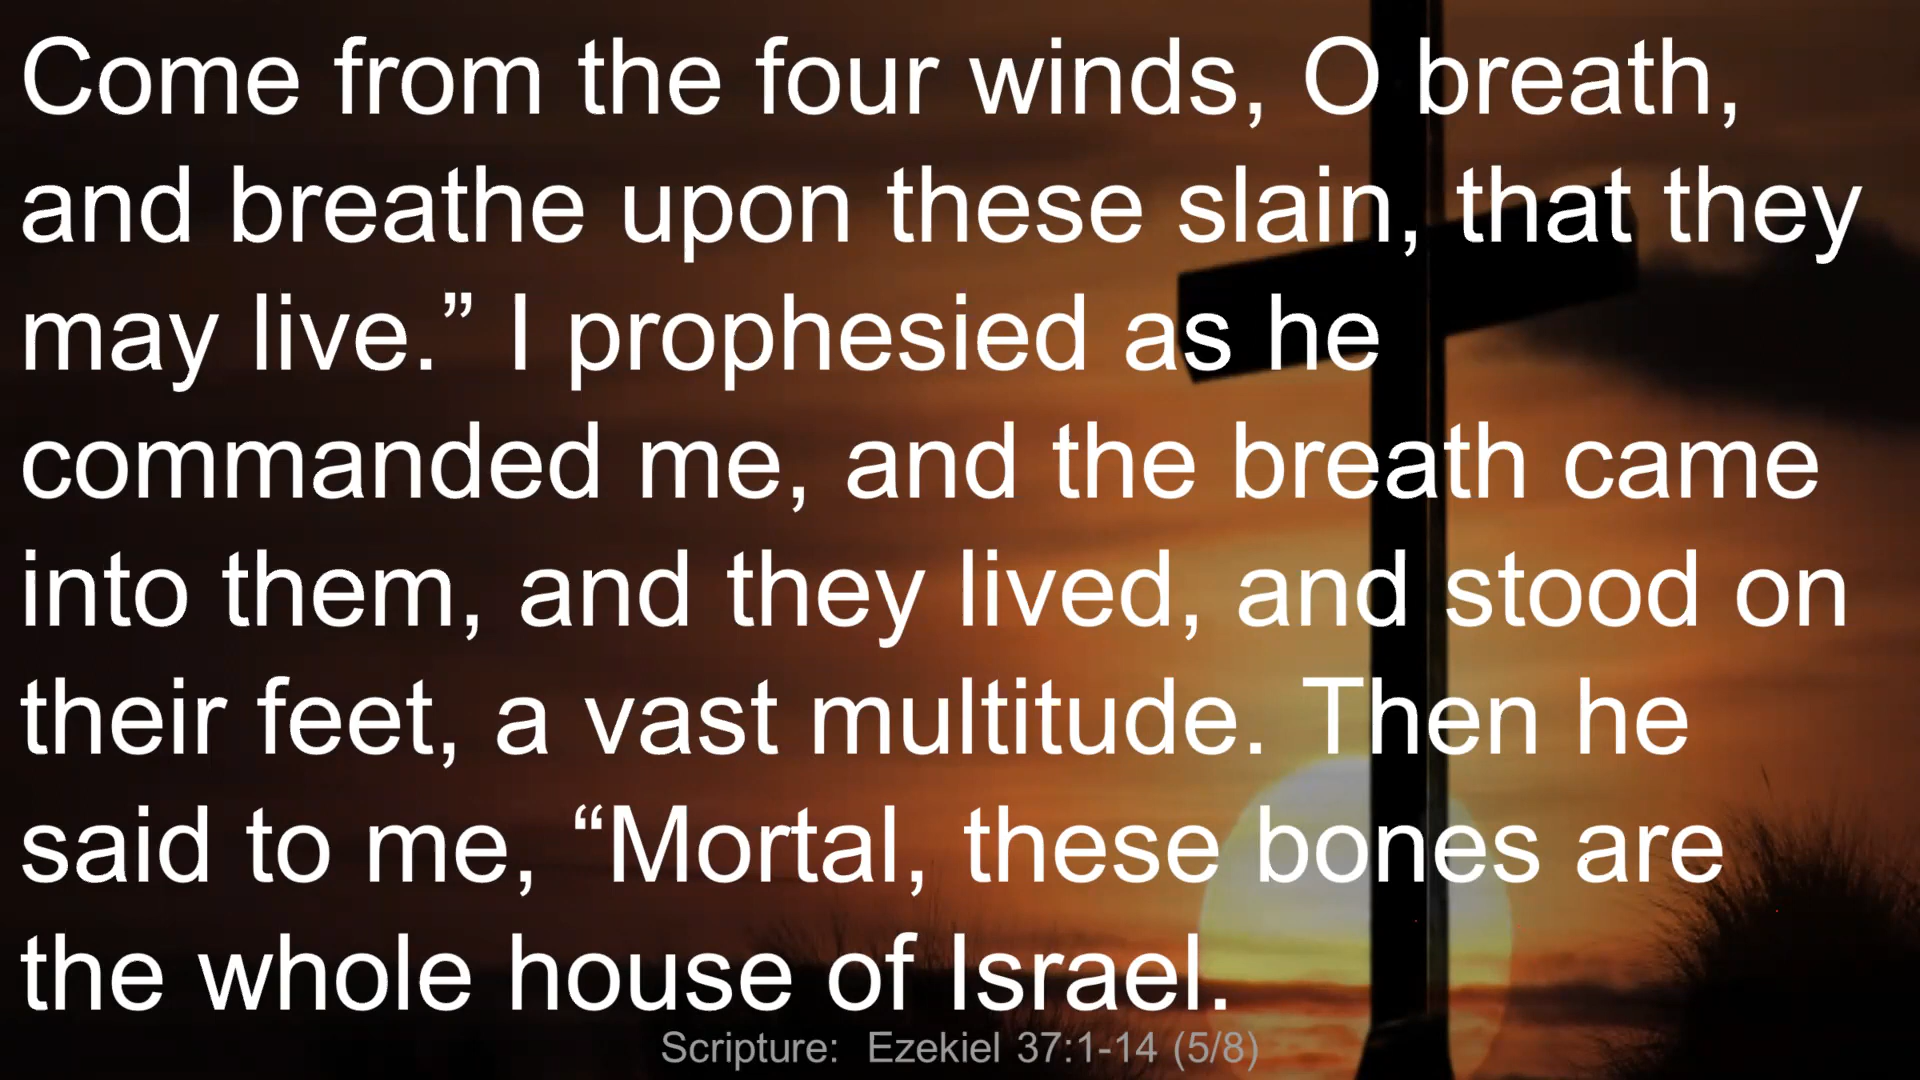 Come from the four winds, O breath,
and breathe upon these slain, that they
may live.” I prophesied as he
commanded me, and the breath came
into them, and they lived, and stood on
their feet, a vast multitude. Then he
said to me, “Mortal, these bones are
the whole house of Israel.
Scripture:  Ezekiel 37:1-14 (5/8)